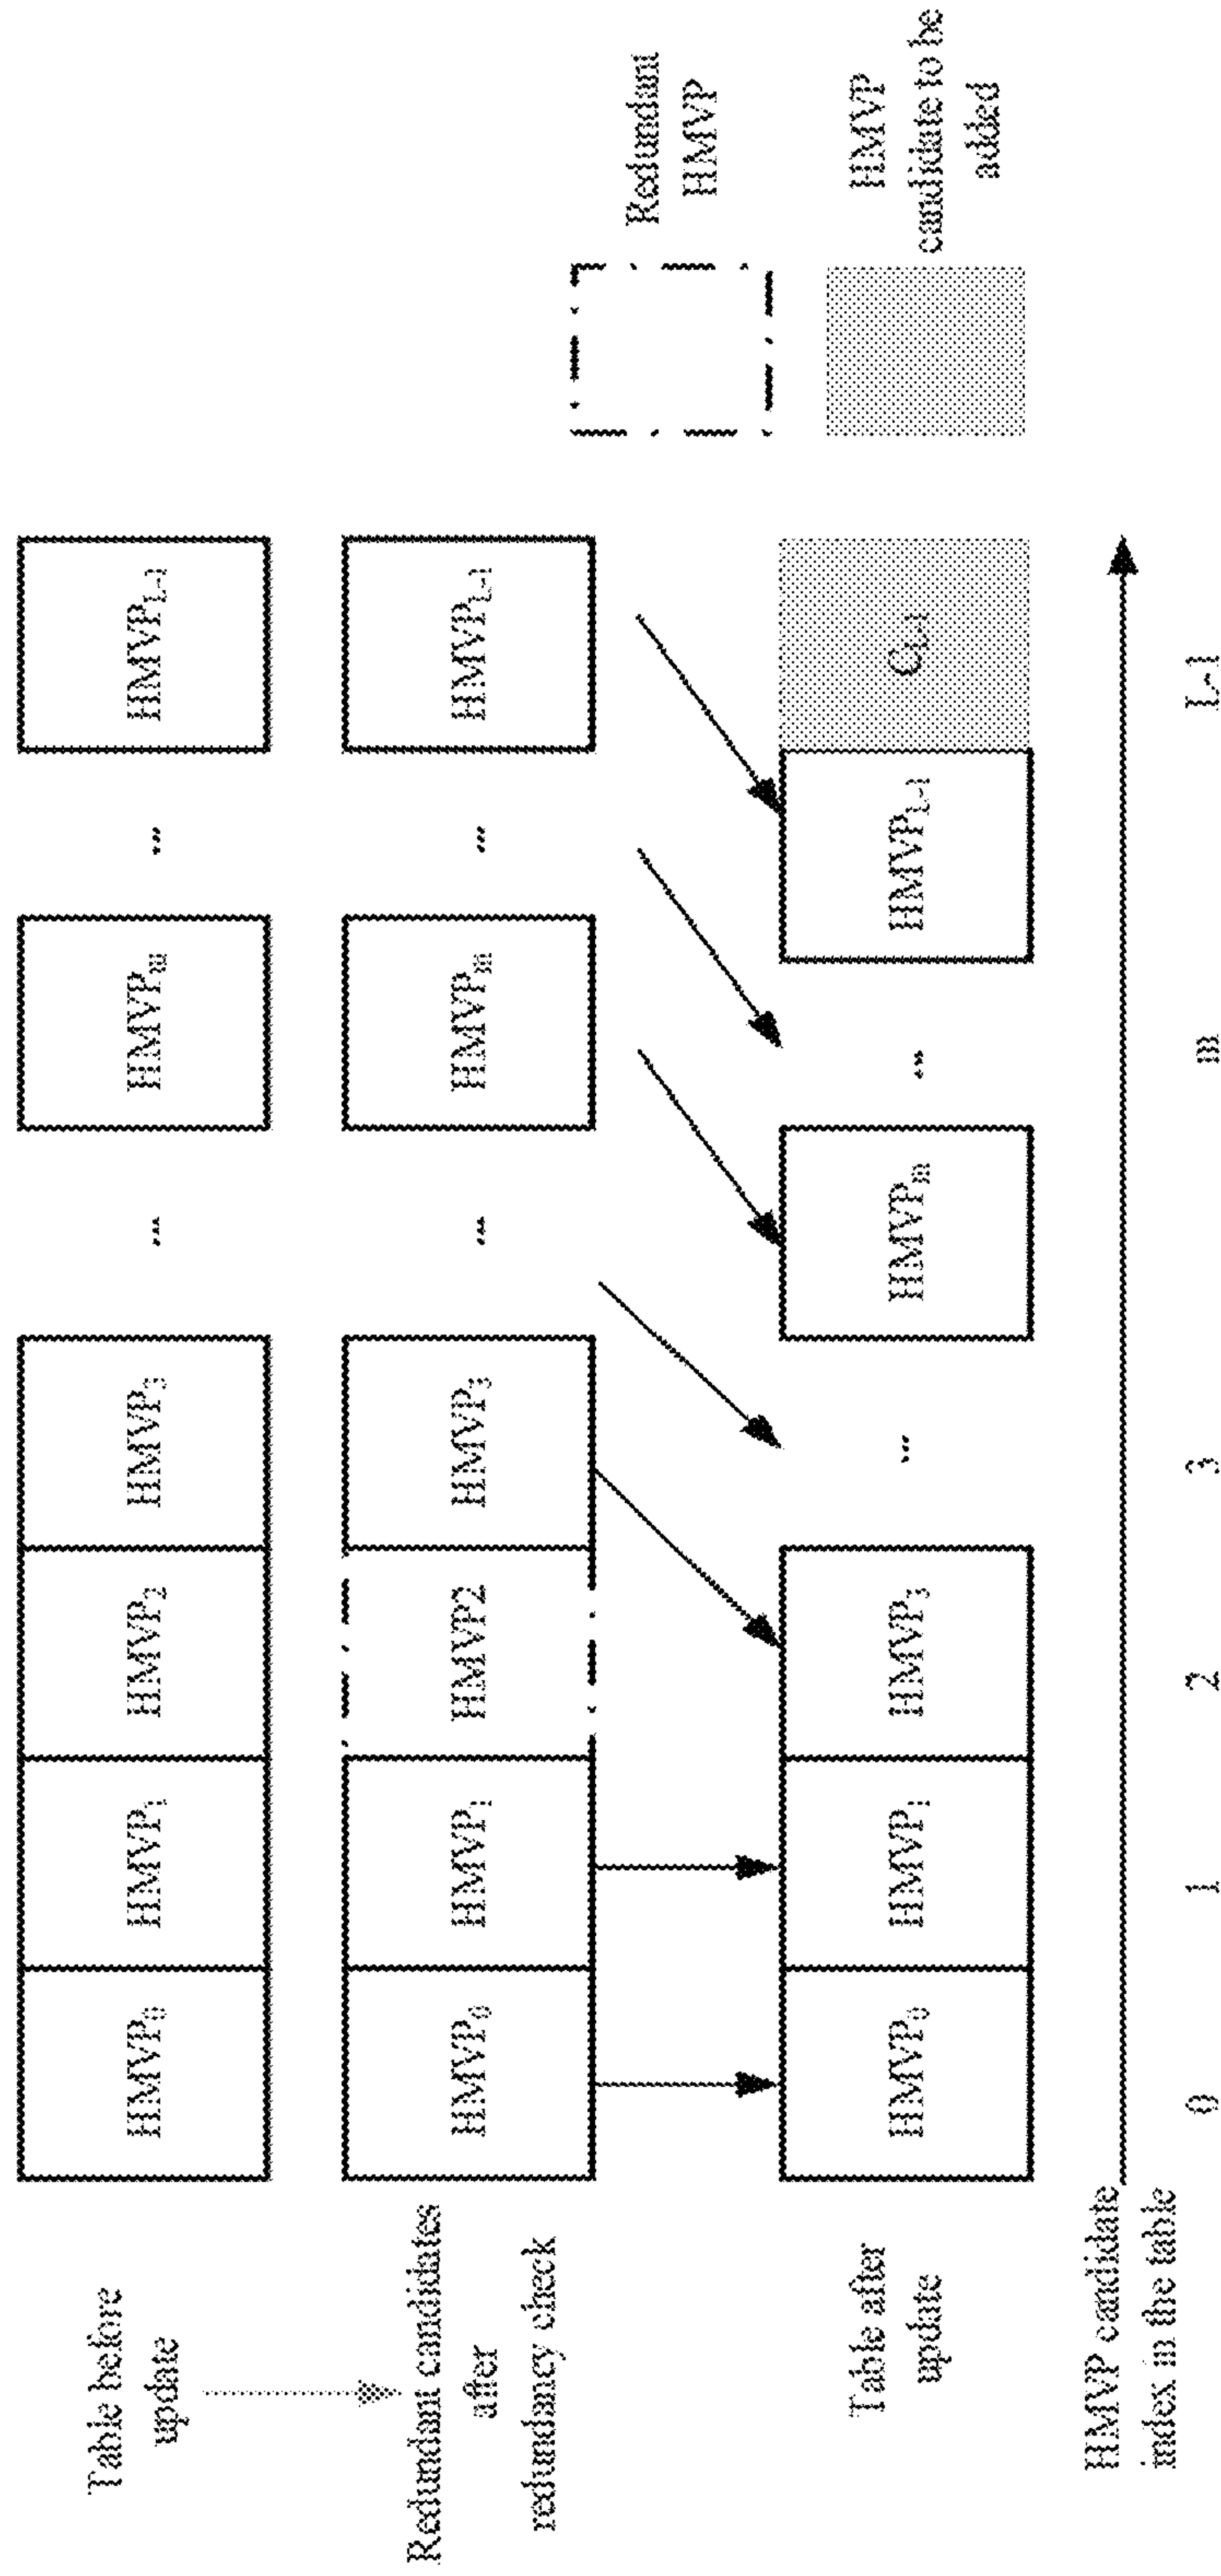 Table before
update
HMVP0
HMVP1
HMVP2
HMVP3
...
HMVPm
...
HMVPL-1
Redundant candidates
after
redundancy check
HMVP0
HMVP1
HMVP2
HMVP3
...
HMVPm
...
HMVPL-1
Redundant
HMVP
Table after
update
HMVP0
HMVP1
HMVP3
...
HMVPm
...
HMVPL-1
CL-1
HMVP
candidate to be
added
HMVP candidate
index in the table
0 1 2 3 m L-1